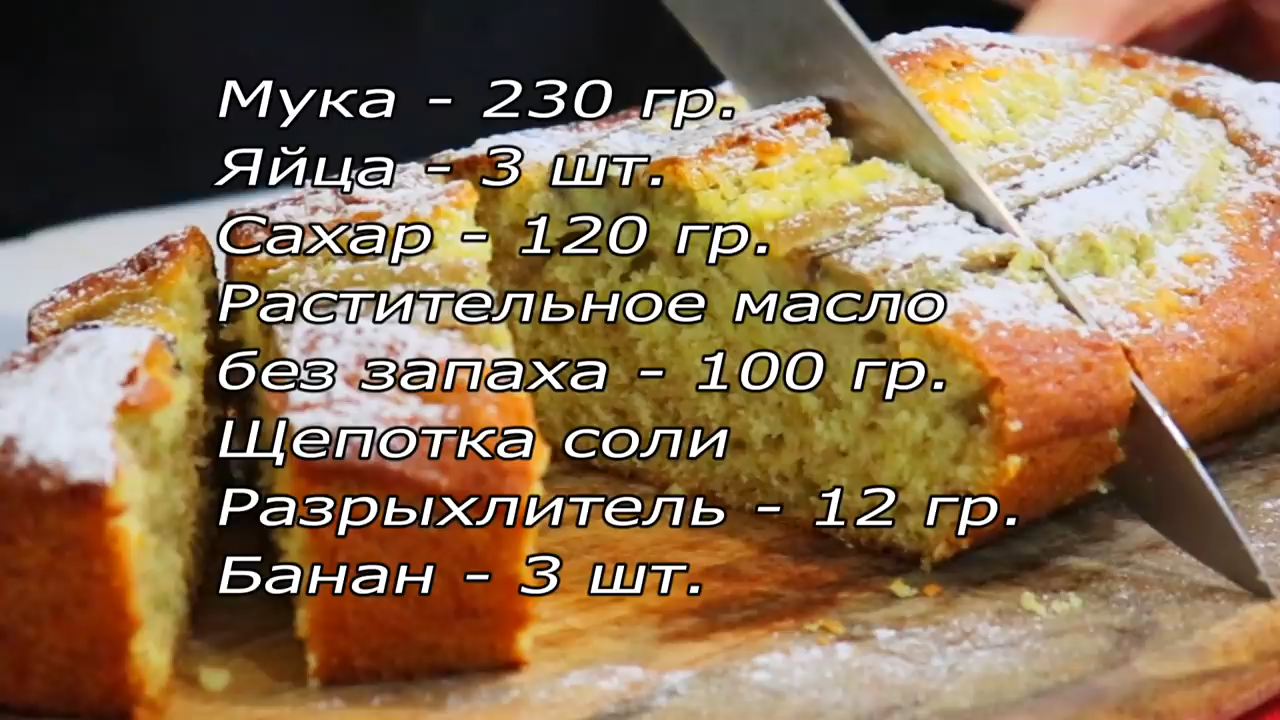 Мука - 230 гр.
Яйца - 3 шт.
Сахар - 120 гр.
Растительное масло
без запаха - 100 гр.
Щепотка соли
Разрыхлитель - 12 гр.
Банан - 3 шт.